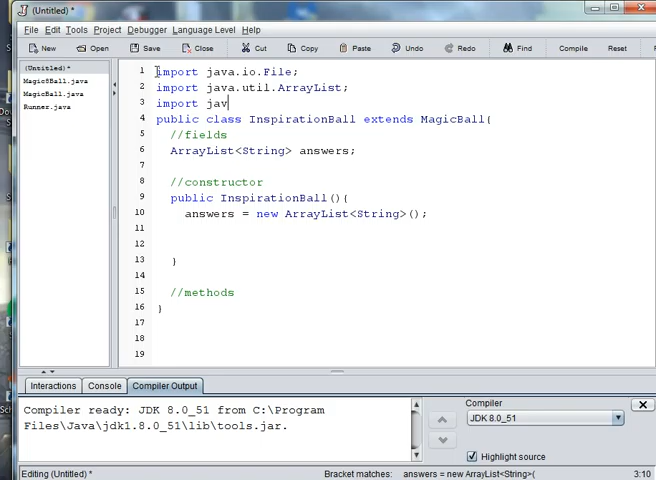 (Untitled) *
File Edit Tools Project Debugger Language Level Help
New Open Save Close Cut Copy Paste Undo Redo Find Compile Reset
(Untitled) *
Magic8Ball.java
MagicBall.java
Runner.java
1 import java.io.File;
2 import java.util.ArrayList;
3 import jav
4 public class InspirationBall extends MagicBall{
5 //fields
6 ArrayList<String> answers;
7
8 //constructor
9 public InspirationBall(){
10 answers = new ArrayList<String>();
11
12
13 }
14
15 //methods
16 }
17
18
19
Interactions Console Compiler Output
Compiler ready: JDK 8.0_51 from C:\Program
Files\Java\jdk1.8.0_51\lib\tools.jar.
Compiler
JDK 8.0_51
Highlight source
Editing (Untitled) * Bracket matches: answers = new ArrayList<String>( 3:10